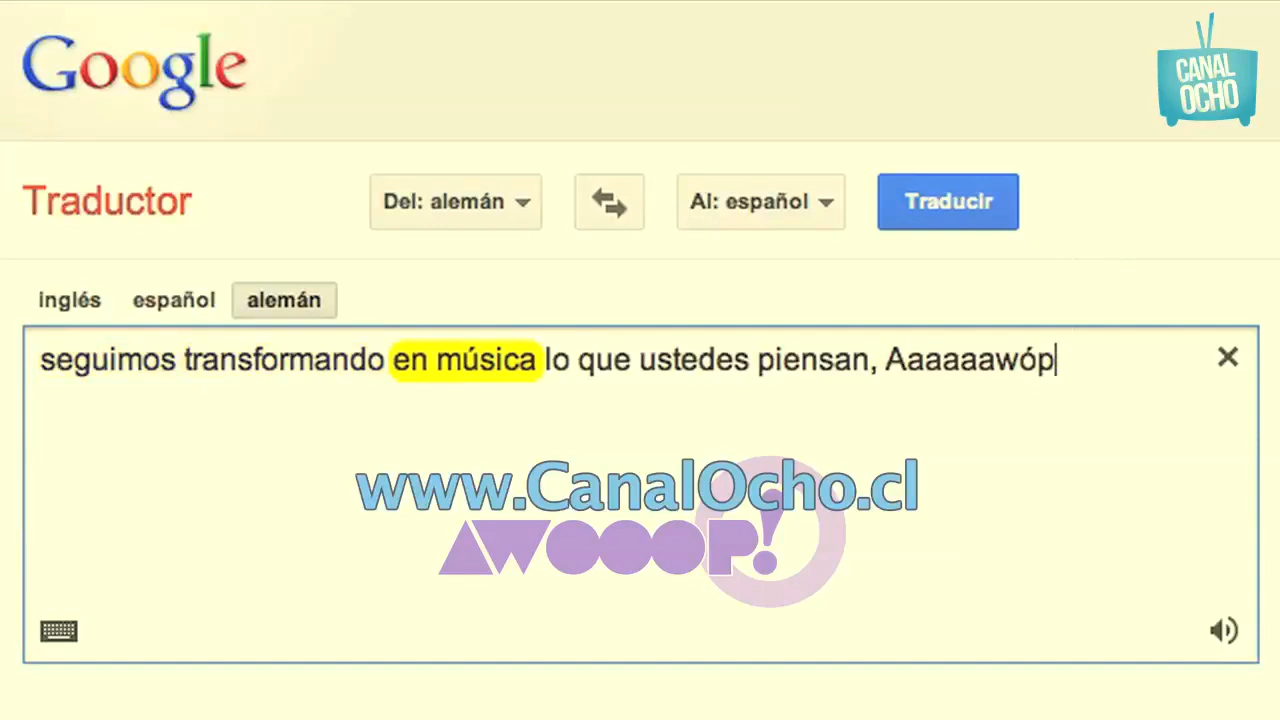 Google
CANAL
OCHO
Traductor
Del: alemán
Al: español
Traducir
inglés español alemán
seguimos transformando en música lo que ustedes piensan, Aaaaaawóp
www.CanalOcho.cl
AWOOOP!